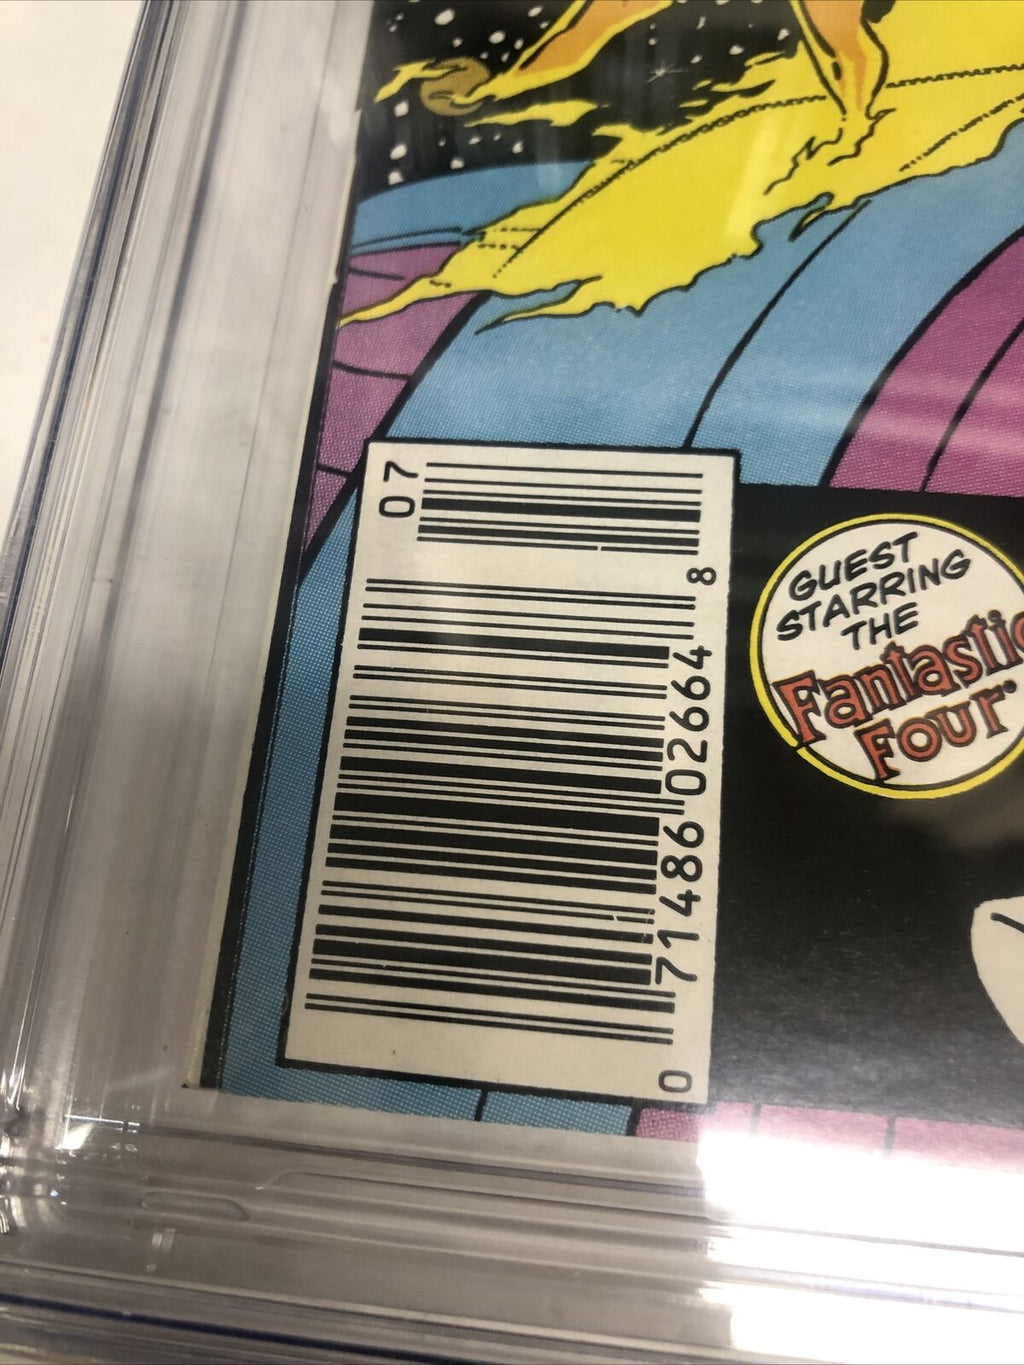 07
0 71486 02664 8
GUEST
STARRING
THE
Fantastic
Four